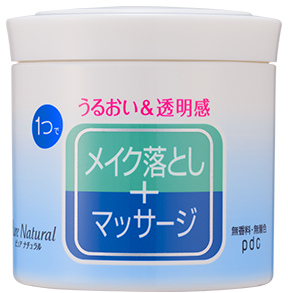 うるおい&透明感
1つで
メイク落とし
+
マッサージ
Natural
ピュア ナチュラル
無香料・無着色
pdc